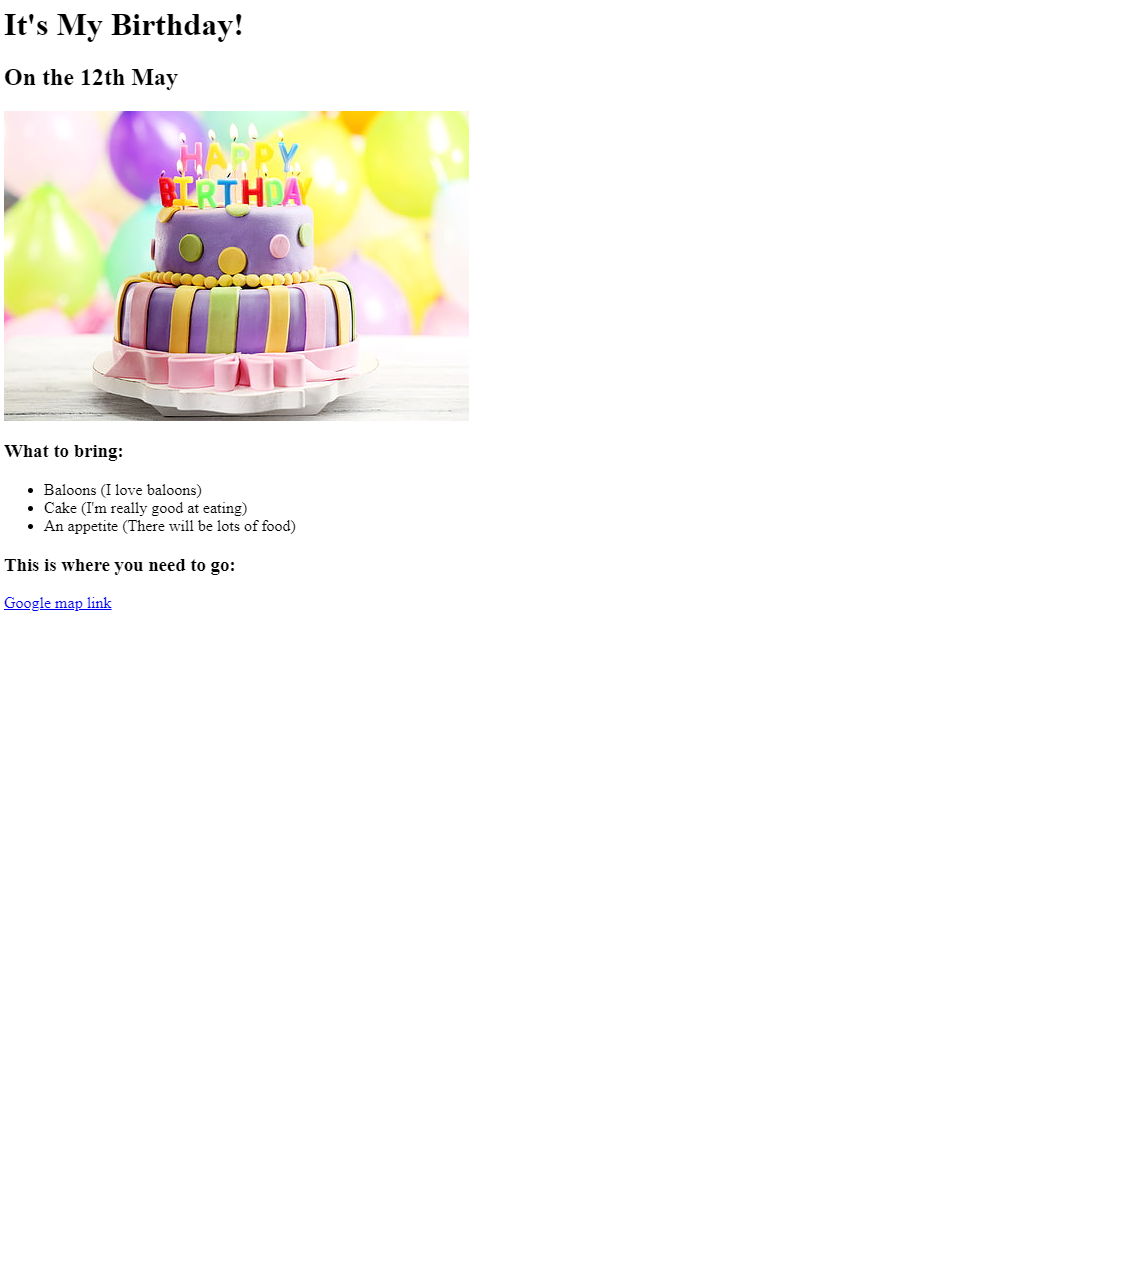 It's My Birthday!
On the 12th May
HAPPY
BIRTHDAY
What to bring:
Baloons (I love baloons)
Cake (I'm really good at eating)
An appetite (There will be lots of food)
This is where you need to go:
Google map link